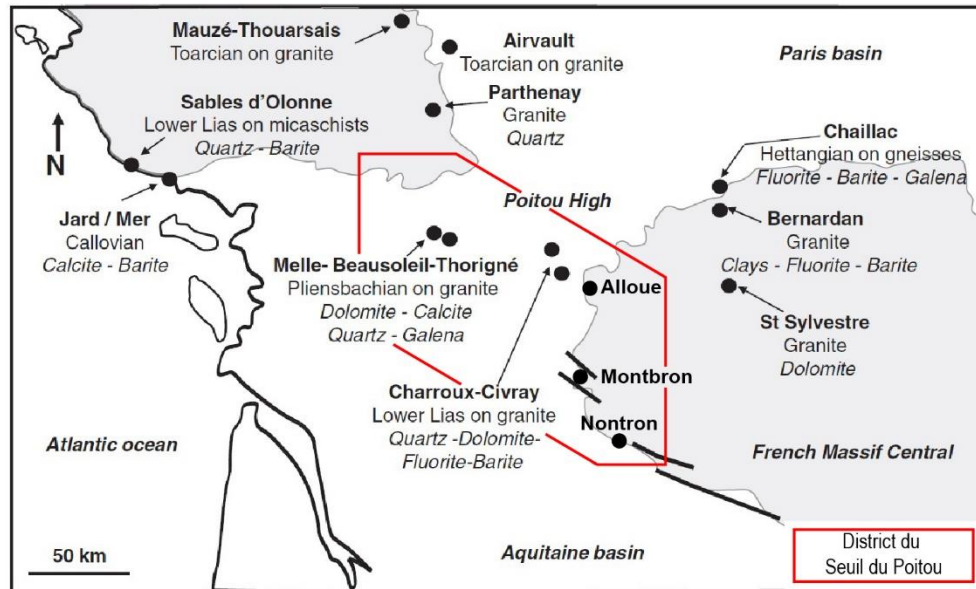 Mauzé-Thouarsais
Toarcian on granite
Airvault
Toarcian on granite
Paris basin
Parthenay
Granite
Quartz
Sables d'Olonne
Lower Lias on micaschists
Quartz - Barite
N
Chaillac
Hettangian on gneisses
Fluorite - Barite - Galena
Jard / Mer
Callovian
Calcite - Barite
Poitou High
Bernardan
Granite
Clays - Fluorite - Barite
Melle- Beausoleil-Thorigné
Pliensbachian on granite
Dolomite - Calcite
Quartz - Galena
Alloue
St Sylvestre
Granite
Dolomite
Montbron
Charroux-Civray
Lower Lias on granite
Quartz -Dolomite-
Fluorite-Barite
Nontron
Atlantic ocean
French Massif Central
50 km
Aquitaine basin
District du
Seuil du Poitou